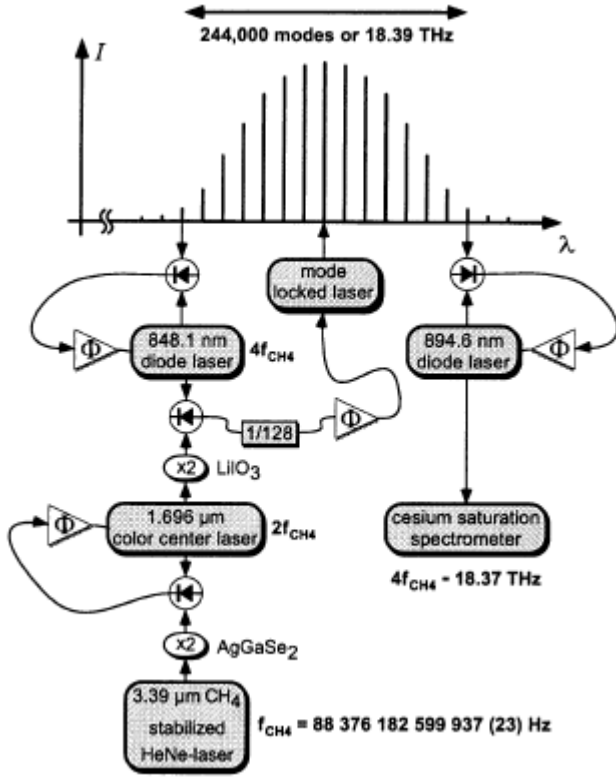 244,000 modes or 18.39 THz
I
λ
mode
locked laser
848.1 nm
diode laser
4f_CH4
894.6 nm
diode laser
Φ
Φ
Φ
1/128
x2
LiIO₃
1.696 µm
color center laser
2f_CH4
Φ
cesium saturation
spectrometer
4f_CH4 - 18.37 THz
x2
AgGaSe₂
3.39 µm CH₄
stabilized
HeNe-laser
f_CH4 = 88 376 182 599 937 (23) Hz